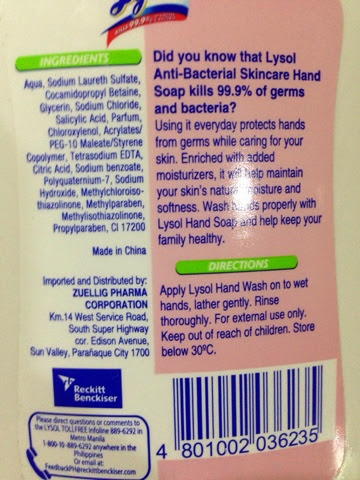 Lysol
KILLS 99.9% OF
INGREDIENTS
Aqua, Sodium Laureth Sulfate,
Cocamidopropyl Betaine,
Glycerin, Sodium Chloride,
Salicylic Acid, Parfum,
Chloroxylenol, Acrylates/
PEG-10 Maleate/Styrene
Copolymer, Tetrasodium EDTA,
Citric Acid, Sodium benzoate,
Polyquaternium-7, Sodium
Hydroxide, Methylchloroiso-
thiazolinone, Methylparaben,
Methylisothiazolinone,
Propylparaben, CI 17200
Made in China
Imported and Distributed by:
ZUELLIG PHARMA
CORPORATION
Km.14 West Service Road,
South Super Highway
cor. Edison Avenue,
Sun Valley, Parañaque City 1700
Reckitt
Benckiser
Please direct questions or comments to
the LYSOL TOLLFREE Infoline 889-6292 in
Metro Manila
1-800-10-889-6292 anywhere in the
Philippines
Or email at:
FeedbackPH@reckittbenckiser.com
Did you know that Lysol
Anti-Bacterial Skincare Hand
Soap kills 99.9% of germs
and bacteria?
Using it everyday protects hands
from germs while caring for your
skin. Enriched with added
moisturizers, it will help maintain
your skin's natural moisture and
softness. Wash hands properly with
Lysol Hand Soap and help keep your
family healthy.
DIRECTIONS
Apply Lysol Hand Wash on to wet
hands, lather gently. Rinse
thoroughly. For external use only.
Keep out of reach of children. Store
below 30ºC.
4 801002 036235